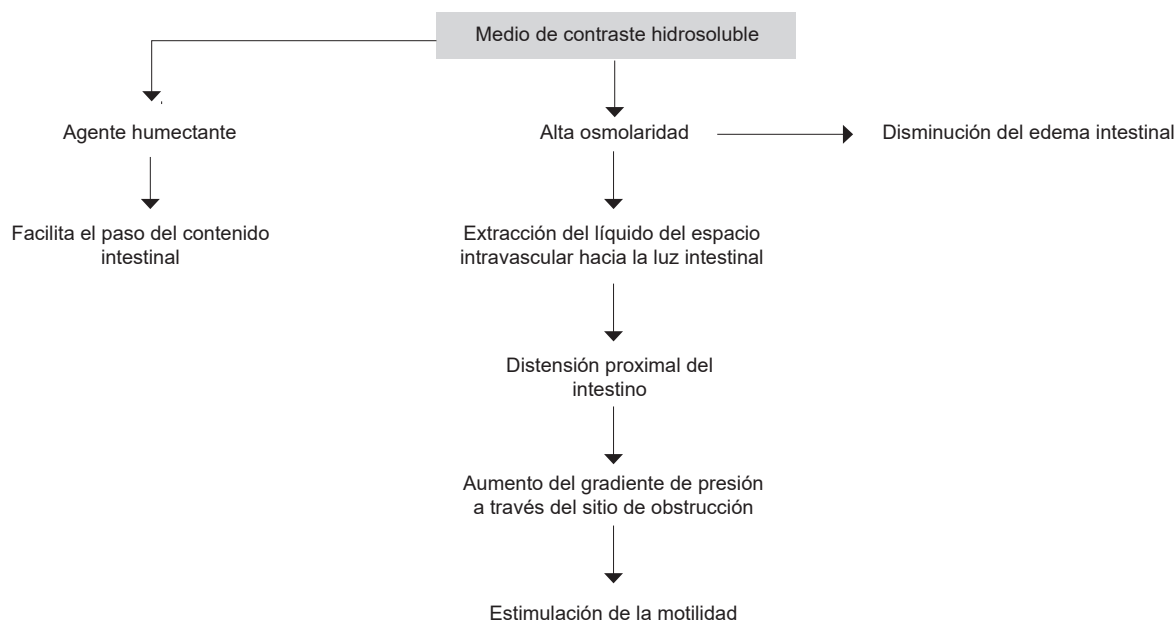 Medio de contraste hidrosoluble
Agente humectante
Alta osmolaridad
Disminución del edema intestinal
Facilita el paso del contenido
intestinal
Extracción del líquido del espacio
intravascular hacia la luz intestinal
Distensión proximal del
intestino
Aumento del gradiente de presión
a través del sitio de obstrucción
Estimulación de la motilidad